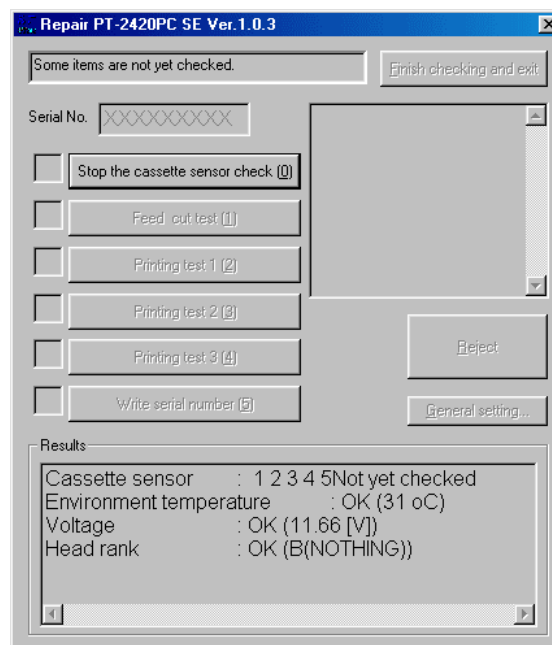 Repair PT-2420PC SE Ver.1.0.3
Some items are not yet checked.
Finish checking and exit
Serial No.
XXXXXXXXX
Stop the cassette sensor check (0)
Feed cut test (1)
Printing test 1 (2)
Printing test 2 (3)
Printing test 3 (4)
Reject
Write serial number (5)
General setting...
Results
Cassette sensor : 1 2 3 4 5Not yet checked
Environment temperature : OK (31 oC)
Voltage : OK (11.66 [V])
Head rank : OK (B(NOTHING))